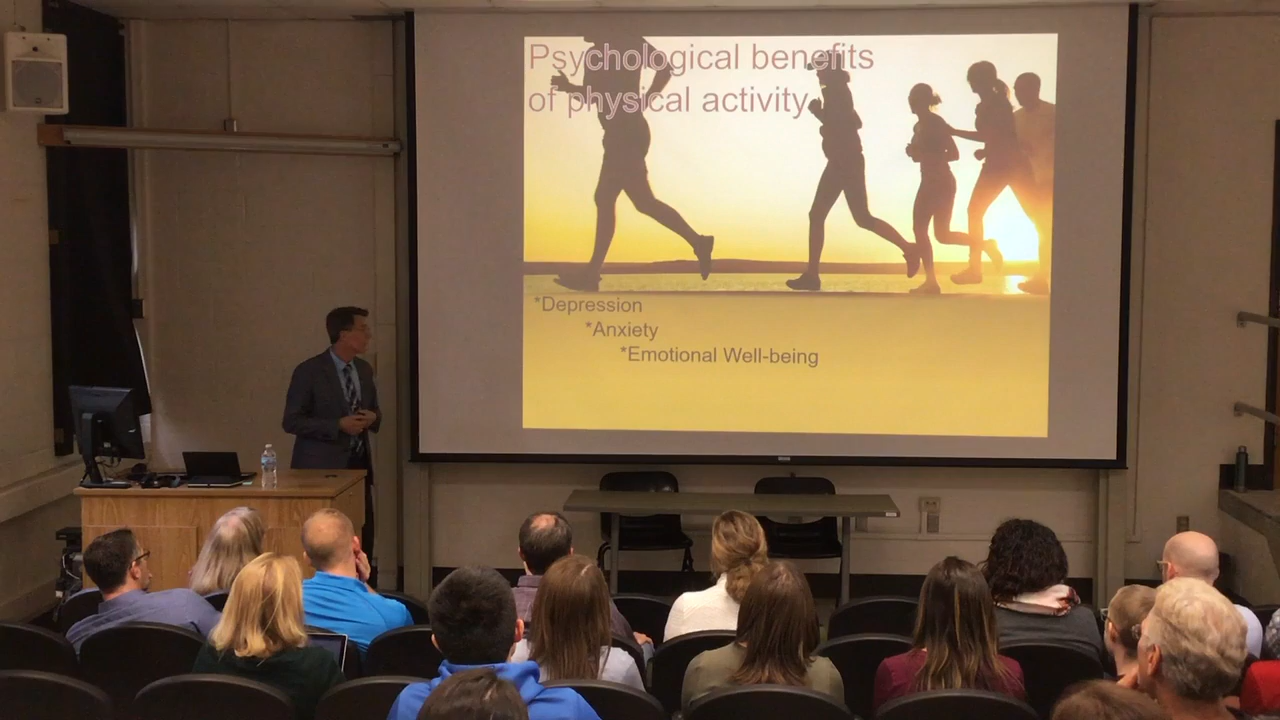 Psychological benefits
of physical activity
*Depression
*Anxiety
*Emotional Well-being